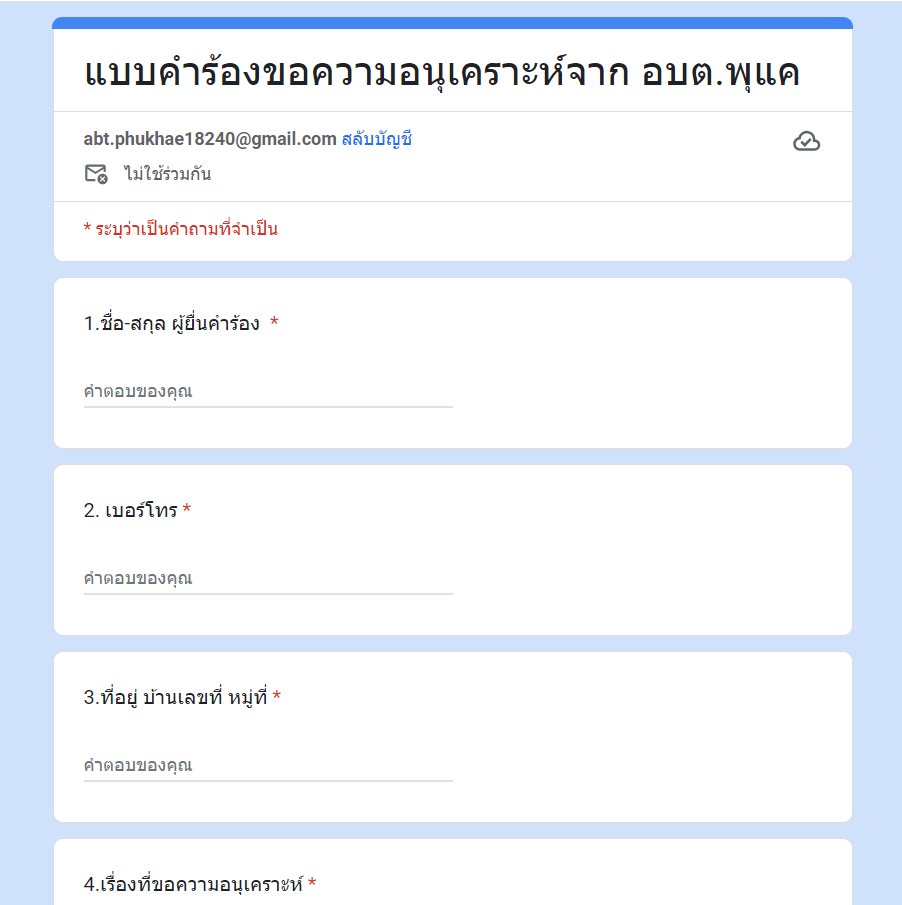 แบบคำร้องขอความอนุเคราะห์จาก อบต.พุแค
abt.phukhae18240@gmail.com สลับบัญชี
ไม่ใช้ร่วมกัน
* ระบุว่าเป็นคำถามที่จำเป็น
1.ชื่อ-สกุล ผู้ยื่นคำร้อง *
คำตอบของคุณ
2. เบอร์โทร *
คำตอบของคุณ
3.ที่อยู่ บ้านเลขที่ หมู่ที่ *
คำตอบของคุณ
4.เรื่องที่ขอความอนุเคราะห์ *